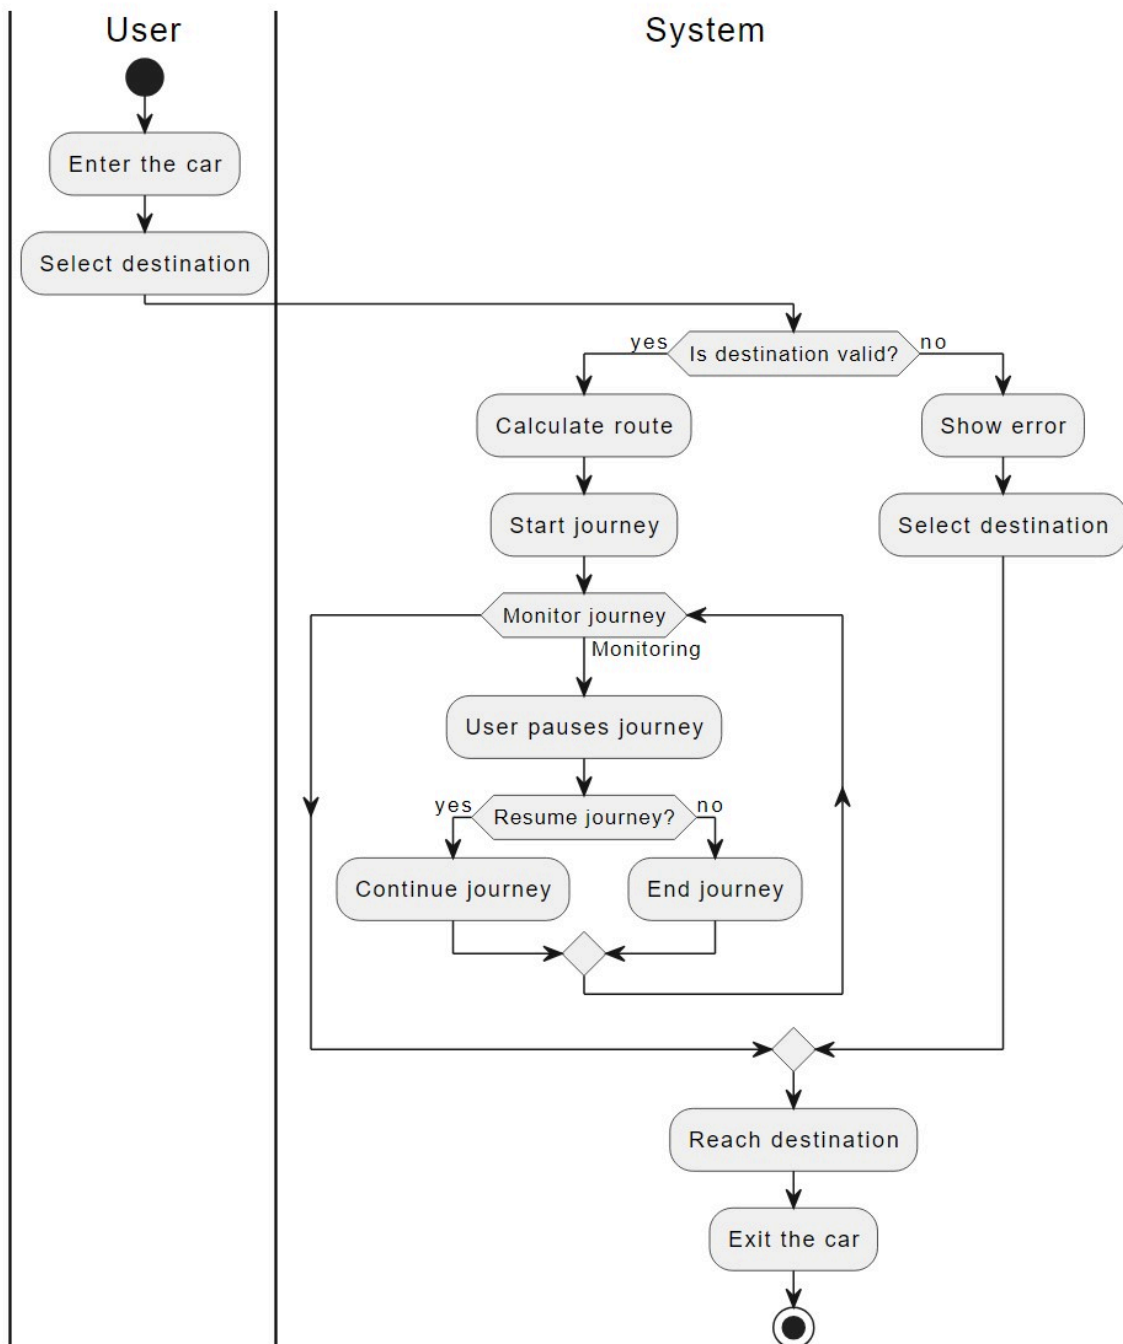 User
System
Enter the car
Select destination
yes
Is destination valid?
no
Calculate route
Show error
Start journey
Select destination
Monitor journey
Monitoring
User pauses journey
yes
Resume journey?
no
Continue journey
End journey
Reach destination
Exit the car